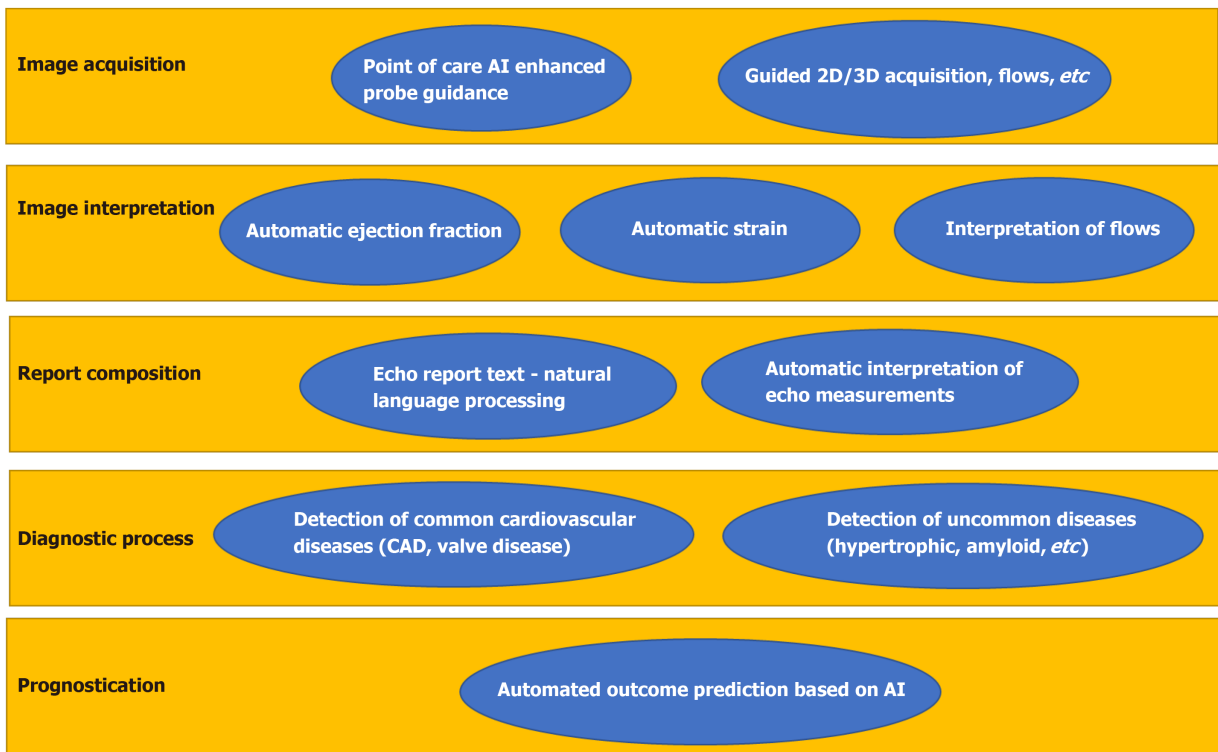 Image acquisition
Point of care AI enhanced
probe guidance
Guided 2D/3D acquisition, flows, etc
Image interpretation
Automatic ejection fraction
Automatic strain
Interpretation of flows
Report composition
Echo report text - natural
language processing
Automatic interpretation of
echo measurements
Diagnostic process
Detection of common cardiovascular
diseases (CAD, valve disease)
Detection of uncommon diseases
(hypertrophic, amyloid, etc)
Prognostication
Automated outcome prediction based on AI